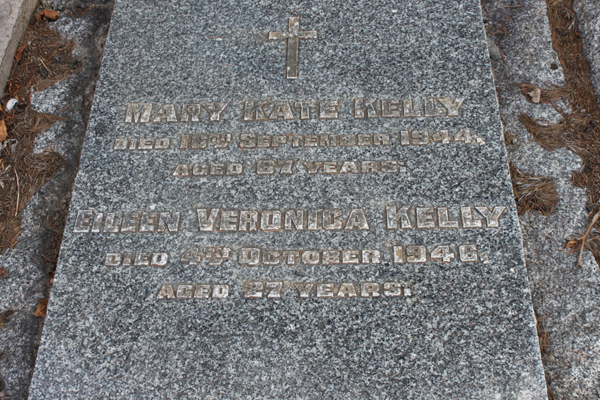 MARY KATE KELLY
DIED 16TH SEPTEMBER 1944,
AGED 67 YEARS.
EILEEN VERONICA KELLY
DIED 4TH OCTOBER 1946,
AGED 27 YEARS.